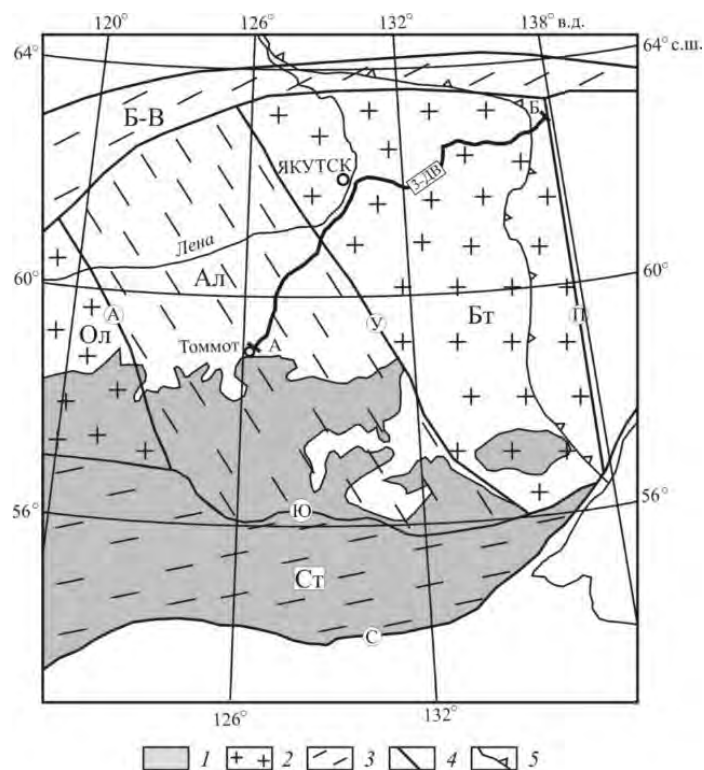 120° 126° 132° 138° в.д.
64° 64° с.ш.
Б-В
Б
ЯКУТСК
3-ДВ
Лена
60° Ал 60°
А У Бт П
Ол Томмот А
56° Ю 56°
Ст
С
126° 132°
1 2 3 4 5